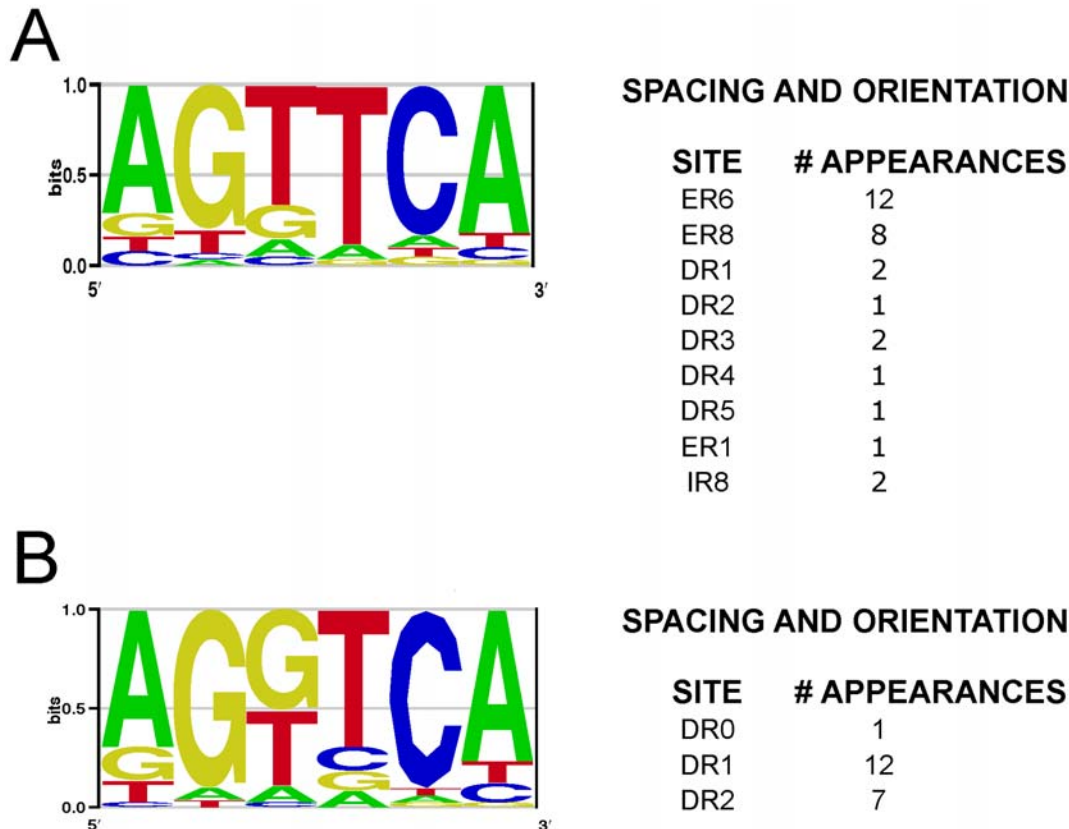 A
SPACING AND ORIENTATION
1.0
bits
0.5
0.0
AGTTCA
5′
3′
SITE # APPEARANCES
ER6 12
ER8 8
DR1 2
DR2 1
DR3 2
DR4 1
DR5 1
ER1 1
IR8 2
B
SPACING AND ORIENTATION
1.0
bits
0.5
0.0
AGGTCA
5′
3′
SITE # APPEARANCES
DR0 1
DR1 12
DR2 7